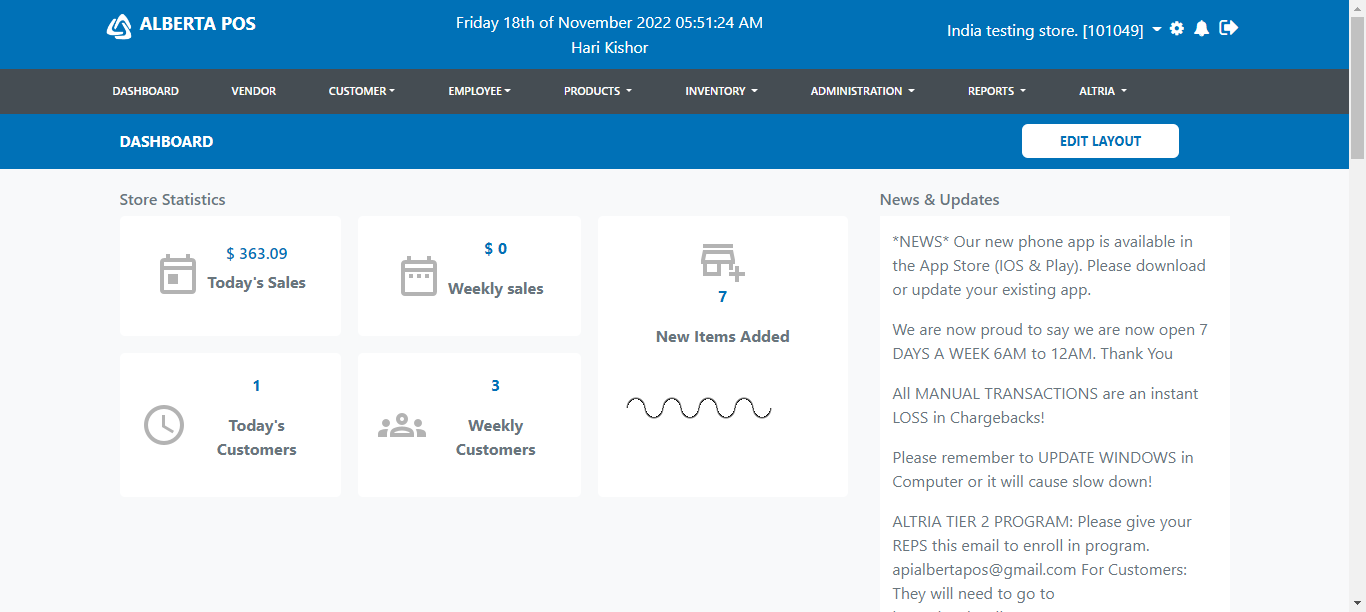 ALBERTA POS
Friday 18th of November 2022 05:51:24 AM
Hari Kishor
India testing store. [101049]
DASHBOARD
VENDOR
CUSTOMER
EMPLOYEE
PRODUCTS
INVENTORY
ADMINISTRATION
REPORTS
ALTRIA
DASHBOARD
EDIT LAYOUT
Store Statistics
$ 363.09
Today's Sales
$ 0
Weekly sales
7
New Items Added
1
Today's
Customers
3
Weekly
Customers
News & Updates
*NEWS* Our new phone app is available in
the App Store (IOS & Play). Please download
or update your existing app.
We are now proud to say we are now open 7
DAYS A WEEK 6AM to 12AM. Thank You
All MANUAL TRANSACTIONS are an instant
LOSS in Chargebacks!
Please remember to UPDATE WINDOWS in
Computer or it will cause slow down!
ALTRIA TIER 2 PROGRAM: Please give your
REPS this email to enroll in program.
apialbertapos@gmail.com For Customers:
They will need to go to